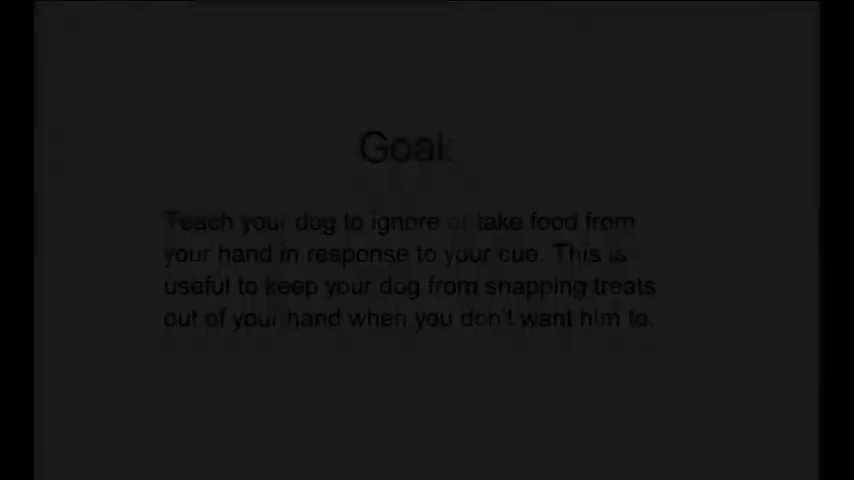 Goal:
Teach your dog to ignore or take food from
your hand in response to your cue. This is
useful to keep your dog from snapping treats
out of your hand when you don't want him to.